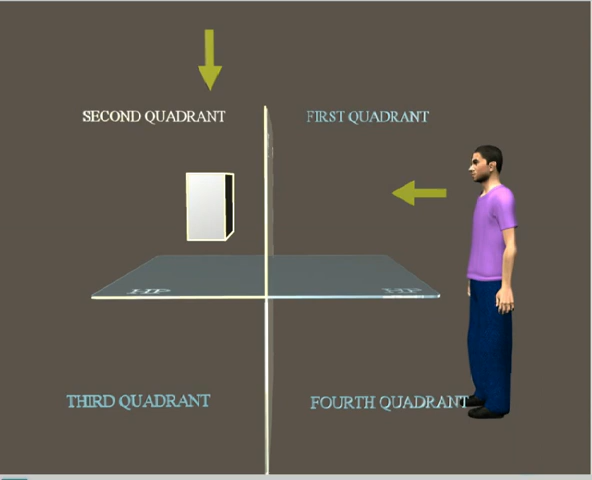 SECOND QUADRANT
FIRST QUADRANT
HP
HP
THIRD QUADRANT
FOURTH QUADRANT